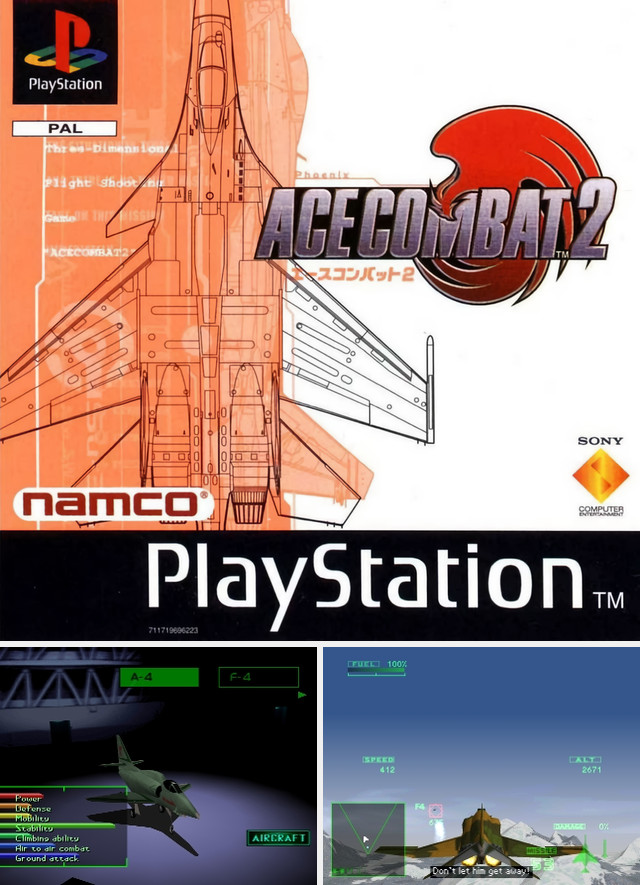 PlayStation
PAL
Three-Dimensional
Flight Shooting
Game
"ACECOMBAT2"
Phoenix
ACECOMBAT 2
TM
エースコンバット2
namco®
SONY
COMPUTER
ENTERTAINMENT
PlayStation TM
711719696223
A-4
F-4
Power
Defense
Mobility
Stability
Climbing ability
Air to air combat
Ground attack
AIRCRAFT
FUEL 100%
SPEED
412
ALT
2671
F4
DAMAGE 0%
MISSILE
Don't let him get away!